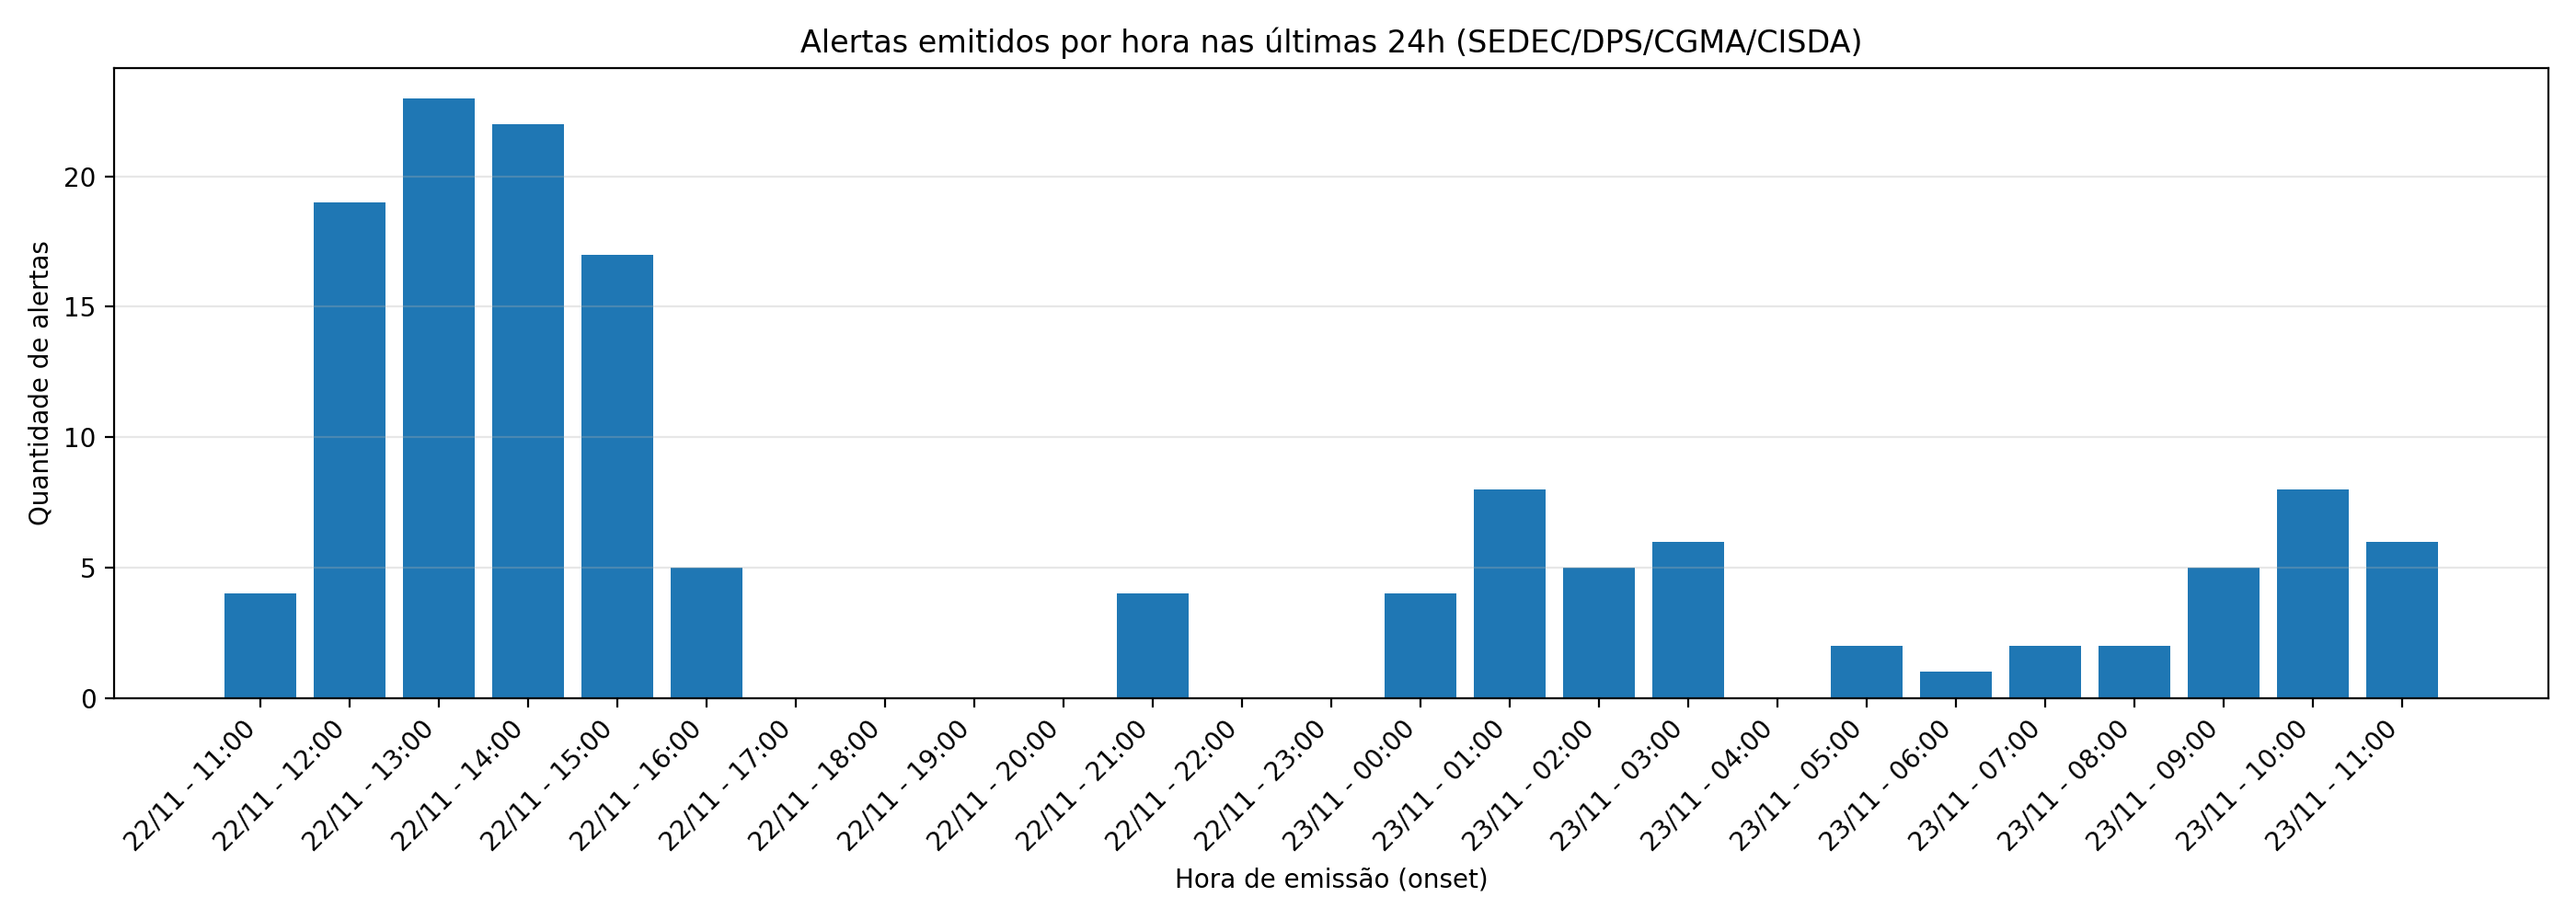 Alertas emitidos por hora nas últimas 24h (SEDEC/DPS/CGMA/CISDA)
Quantidade de alertas
20
15
10
5
0
22/11 - 11:00
22/11 - 12:00
22/11 - 13:00
22/11 - 14:00
22/11 - 15:00
22/11 - 16:00
22/11 - 17:00
22/11 - 18:00
22/11 - 19:00
22/11 - 20:00
22/11 - 21:00
22/11 - 22:00
22/11 - 23:00
23/11 - 00:00
23/11 - 01:00
23/11 - 02:00
23/11 - 03:00
23/11 - 04:00
23/11 - 05:00
23/11 - 06:00
23/11 - 07:00
23/11 - 08:00
23/11 - 09:00
23/11 - 10:00
23/11 - 11:00
Hora de emissão (onset)